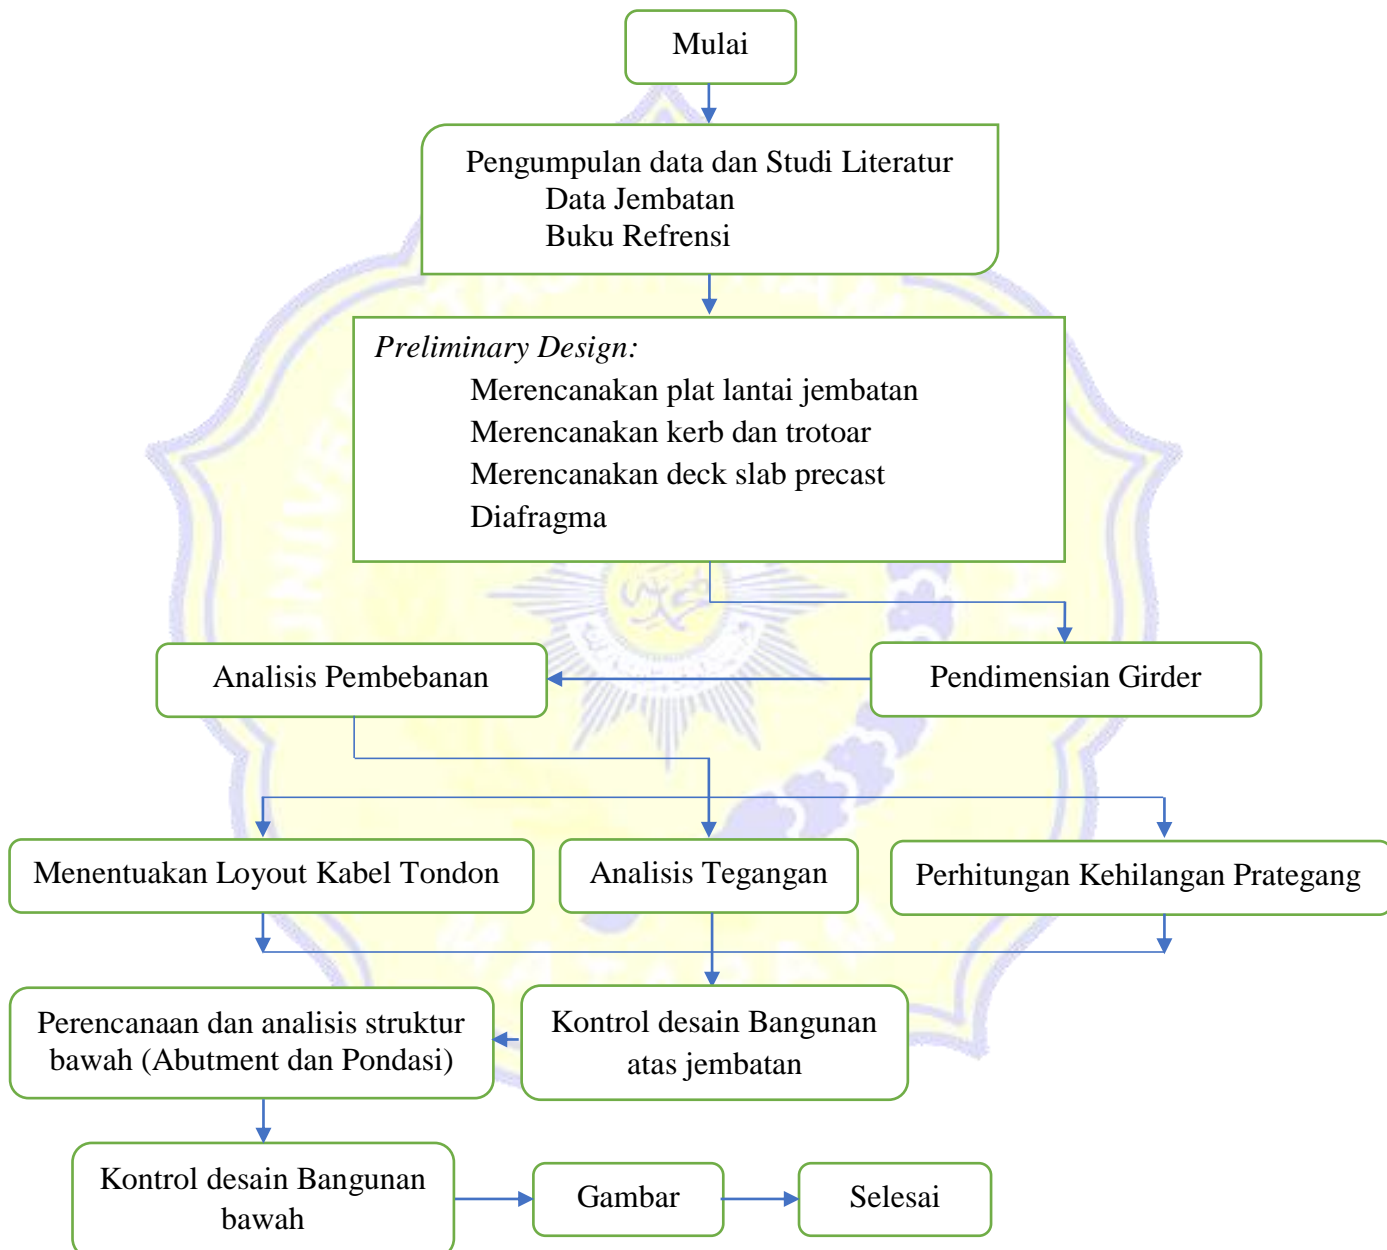 Mulai
Pengumpulan data dan Studi Literatur
Data Jembatan
Buku Refrensi
Preliminary Design:
Merencanakan plat lantai jembatan
Merencanakan kerb dan trotoar
Merencanakan deck slab precast
Diafragma
Analisis Pembebanan
Pendimensian Girder
Menentuakan Loyout Kabel Tondon
Analisis Tegangan
Perhitungan Kehilangan Prategang
Perencanaan dan analisis struktur
bawah (Abutment dan Pondasi)
Kontrol desain Bangunan
atas jembatan
Kontrol desain Bangunan
bawah
Gambar
Selesai